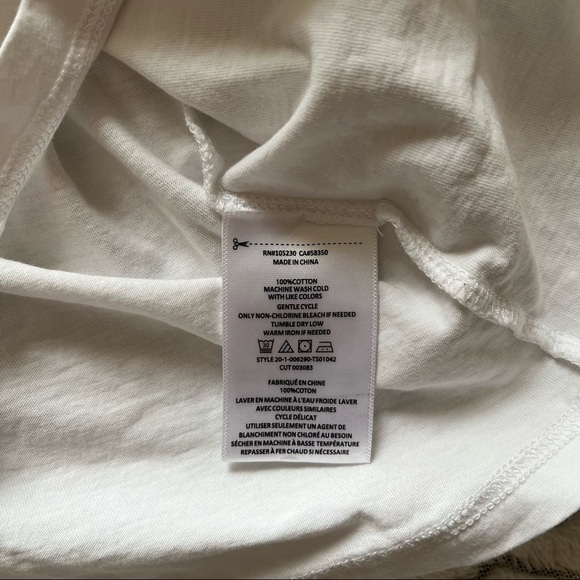 RN#105230 CA#58350
MADE IN CHINA
100%COTTON
MACHINE WASH COLD
WITH LIKE COLORS
GENTLE CYCLE
ONLY NON-CHLORINE BLEACH IF NEEDED
TUMBLE DRY LOW
WARM IRON IF NEEDED
30
STYLE 20-1-006290-TS01042
CUT 003083
FABRIQUÉ EN CHINE
100%COTON
LAVER EN MACHINE À L'EAU FROIDE LAVER
AVEC COULEURS SIMILAIRES
CYCLE DÉLICAT
UTILISER SEULEMENT UN AGENT DE
BLANCHIMENT NON CHLORÉ AU BESOIN
SÉCHER EN MACHINE À BASSE TEMPÉRATURE
REPASSER À FER CHAUD SI NÉCESSAIRE